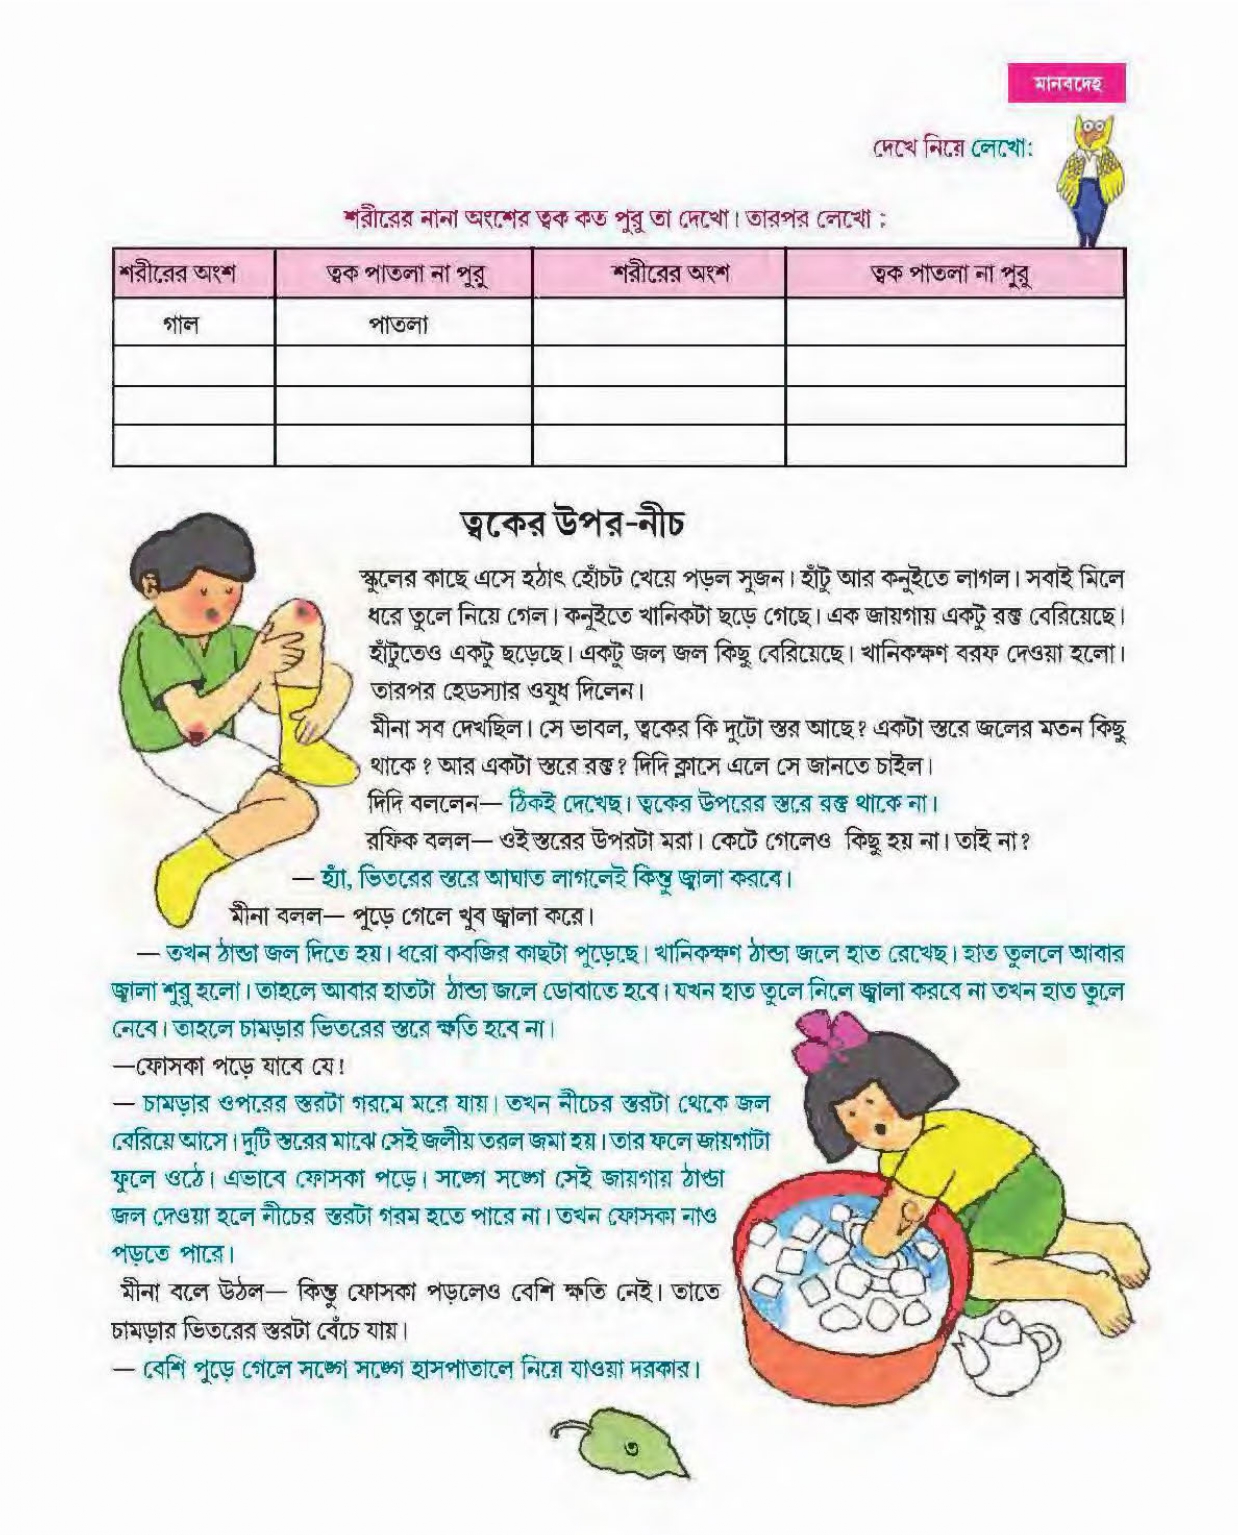 মানবদেহ
দেখে নিয়ে লেখো:
শরীরের নানা অংশের ত্বক কত পুরু তা দেখো। তারপর লেখো :
শরীরের অংশ ত্বক পাতলা না পুরু শরীরের অংশ ত্বক পাতলা না পুরু
গাল পাতলা
ত্বকের উপর-নীচ
স্কুলের কাছে এসে হঠাৎ হোঁচট খেয়ে পড়ল সুজন। হাঁটু আর কনুইতে লাগল। সবাই মিলে
ধরে তুলে নিয়ে গেল। কনুইতে খানিকটা ছড়ে গেছে। এক জায়গায় একটু রক্ত বেরিয়েছে।
হাঁটুতেও একটু ছড়েছে। একটু জল জল কিছু বেরিয়েছে। খানিকক্ষণ বরফ দেওয়া হলো।
তারপর হেডস্যার ওষুধ দিলেন।
মীনা সব দেখছিল। সে ভাবল, ত্বকের কি দুটো স্তর আছে? একটা স্তরে জলের মতন কিছু
থাকে ? আর একটা স্তরে রক্ত? দিদি ক্লাসে এলে সে জানতে চাইল।
দিদি বললেন— ঠিকই দেখেছ। ত্বকের উপরের স্তরে রক্ত থাকে না।
রফিক বলল— ওই স্তরের উপরটা মরা। কেটে গেলেও কিছু হয় না। তাই না?
— হ্যাঁ, ভিতরের স্তরে আঘাত লাগলেই কিন্তু জ্বালা করবে।
মীনা বলল— পুড়ে গেলে খুব জ্বালা করে।
— তখন ঠান্ডা জল দিতে হয়। ধরো কবজির কাছটা পুড়েছে। খানিকক্ষণ ঠান্ডা জলে হাত রেখেছ। হাত তুললে আবার
জ্বালা শুরু হলো। তাহলে আবার হাতটা ঠান্ডা জলে ডোবাতে হবে। যখন হাত তুলে নিলে জ্বালা করবে না তখন হাত তুলে
নেবে। তাহলে চামড়ার ভিতরের স্তরে ক্ষতি হবে না।
—ফোসকা পড়ে যাবে যে!
— চামড়ার ওপরের স্তরটা গরমে মরে যায়। তখন নীচের স্তরটা থেকে জল
বেরিয়ে আসে। দুটি স্তরের মাঝে সেই জলীয় তরল জমা হয়। তার ফলে জায়গাটা
ফুলে ওঠে। এভাবে ফোসকা পড়ে। সঙ্গে সঙ্গে সেই জায়গায় ঠান্ডা
জল দেওয়া হলে নীচের স্তরটা গরম হতে পারে না। তখন ফোসকা নাও
পড়তে পারে।
মীনা বলে উঠল— কিন্তু ফোসকা পড়লেও বেশি ক্ষতি নেই। তাতে
চামড়ার ভিতরের স্তরটা বেঁচে যায়।
— বেশি পুড়ে গেলে সঙ্গে সঙ্গে হাসপাতালে নিয়ে যাওয়া দরকার।
৩